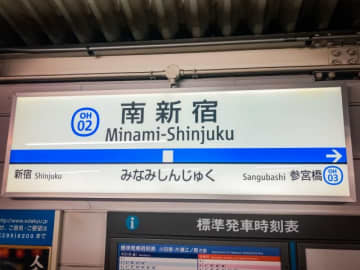 OH
02
南新宿
Minami-Shinjuku
新宿 Shinjuku
みなみしんじゅく
Sangubashi 参宮橋
OH
03
標準発車時刻表